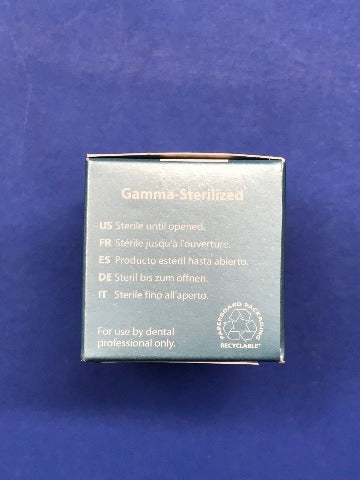 Gamma-Sterilized
US Sterile until opened.
FR Stérile jusqu'à l'ouverture.
ES Producto esteril hasta abierto.
DE Steril bis zum öffnen.
IT Sterile fino all'aperto.
For use by dental
professional only.
PAPERBOARD PACKAGING
RECYCLABLE*